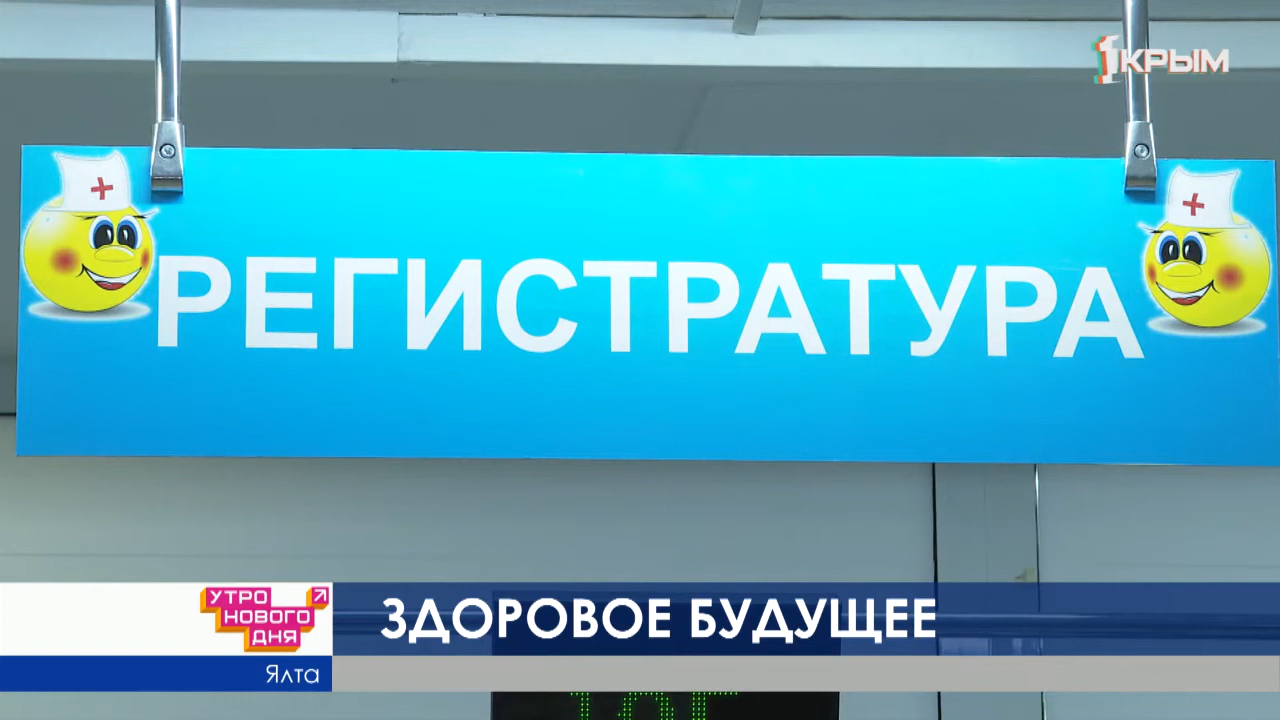 1КРЫМ
РЕГИСТРАТУРА
УТРО
НОВОГО
ДНЯ
ЗДОРОВОЕ БУДУЩЕЕ
Ялта